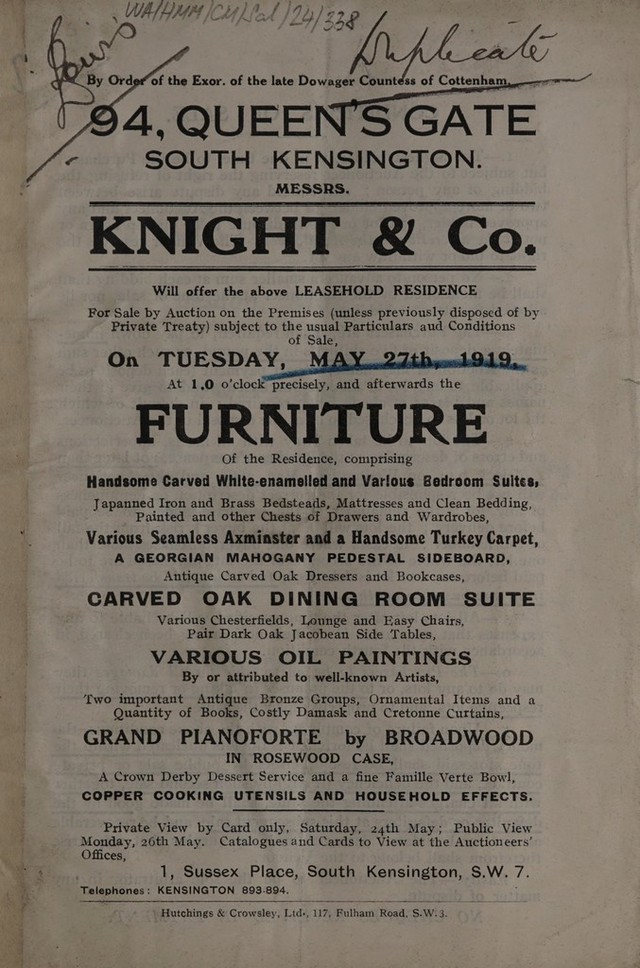 WA/HMM/CM/Sal/24/338
Duplicate
By Order of the Exor. of the late Dowager Countess of Cottenham,
94, QUEEN'S GATE
SOUTH KENSINGTON.
MESSRS.
KNIGHT & Co.
Will offer the above LEASEHOLD RESIDENCE
For Sale by Auction on the Premises (unless previously disposed of by
Private Treaty) subject to the usual Particulars aud Conditions
of Sale,
On TUESDAY, MAY 27th, 1919,
At 1.0 o'clock precisely, and afterwards the
FURNITURE
Of the Residence, comprising
Handsome Carved White-enamelled and Various Bedroom Suites,
Japanned Iron and Brass Bedsteads, Mattresses and Clean Bedding,
Painted and other Chests of Drawers and Wardrobes,
Various Seamless Axminster and a Handsome Turkey Carpet,
A GEORGIAN MAHOGANY PEDESTAL SIDEBOARD,
Antique Carved Oak Dressers and Bookcases,
CARVED OAK DINING ROOM SUITE
Various Chesterfields, Lounge and Easy Chairs,
Pair Dark Oak Jacobean Side Tables,
VARIOUS OIL PAINTINGS
By or attributed to well-known Artists,
Two important Antique Bronze Groups, Ornamental Items and a
Quantity of Books, Costly Damask and Cretonne Curtains,
GRAND PIANOFORTE by BROADWOOD
IN ROSEWOOD CASE,
A Crown Derby Dessert Service and a fine Famille Verte Bowl,
COPPER COOKING UTENSILS AND HOUSEHOLD EFFECTS.
Private View by Card only, Saturday, 24th May; Public View
Monday, 26th May. Catalogues and Cards to View at the Auctioneers'
Offices,
1, Sussex Place, South Kensington, S.W. 7.
Telephones: KENSINGTON 893-894.
Hutchings & Crowsley, Ltd., 117, Fulham Road, S.W.3.